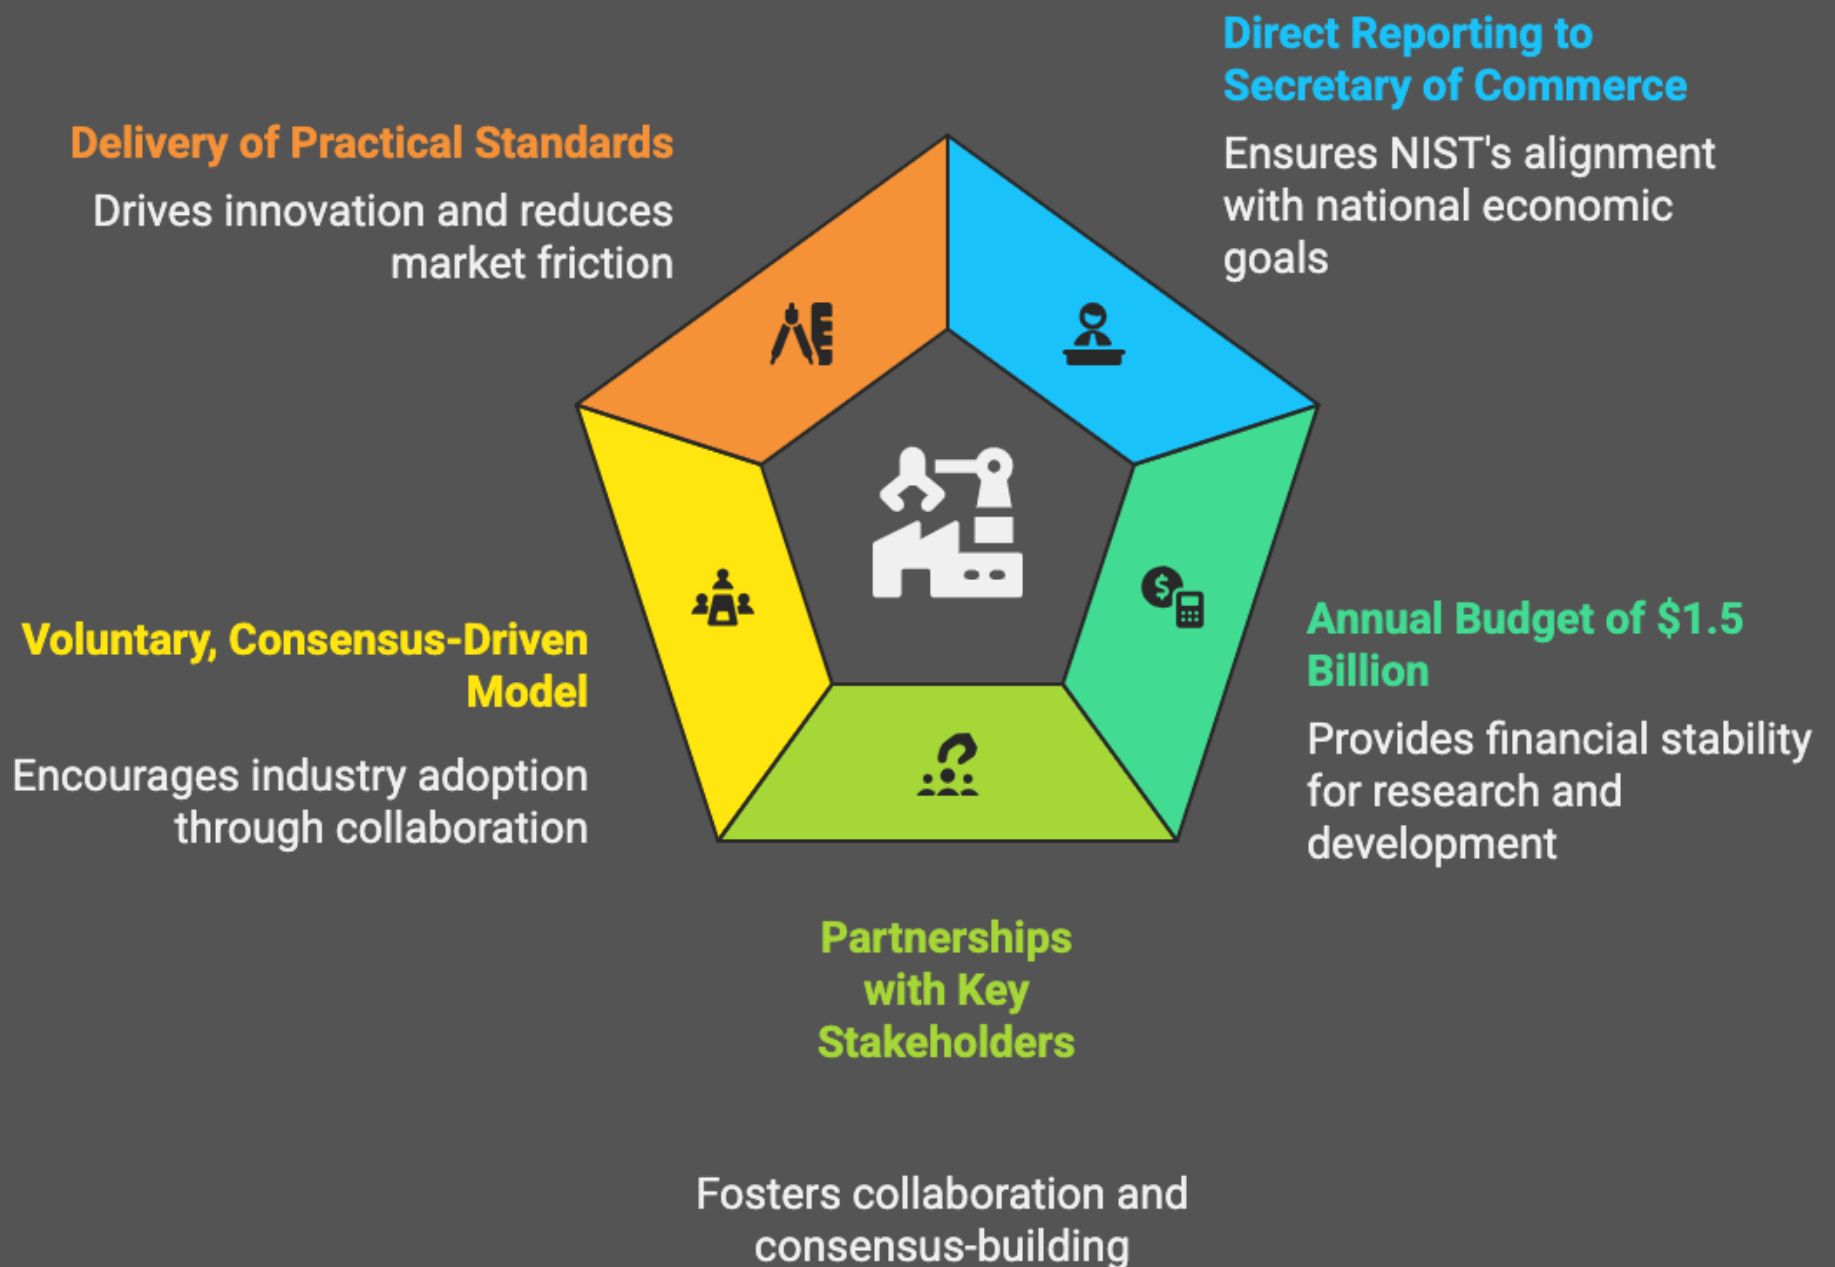 Direct Reporting to
Secretary of Commerce
Ensures NIST's alignment
with national economic
goals
Delivery of Practical Standards
Drives innovation and reduces
market friction
$
Annual Budget of $1.5
Billion
Provides financial stability
for research and
development
Voluntary, Consensus-Driven
Model
Encourages industry adoption
through collaboration
Partnerships
with Key
Stakeholders
Fosters collaboration and
consensus-building